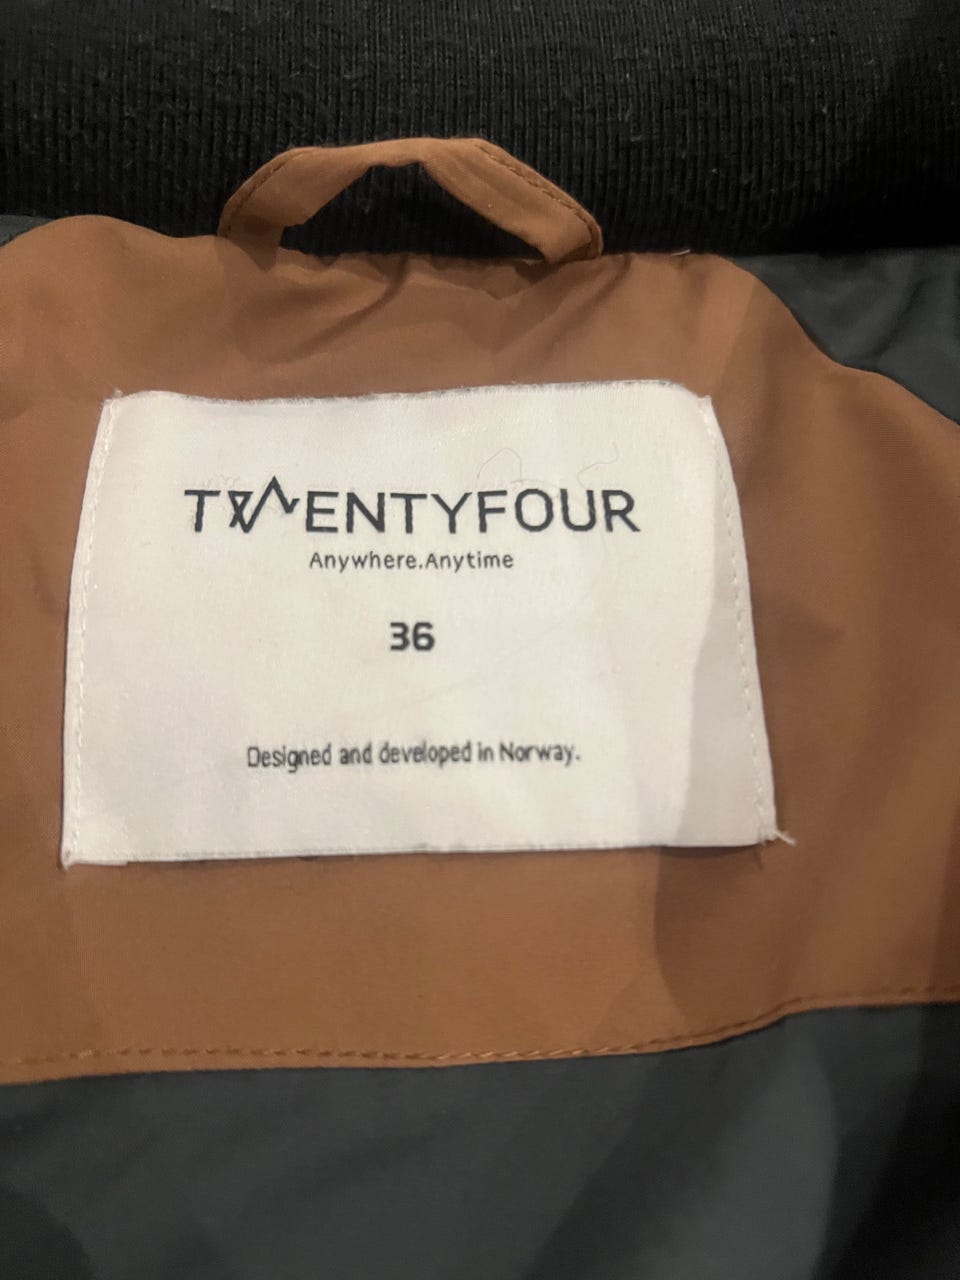 TWENTYFOUR
Anywhere.Anytime
36
Designed and developed in Norway.